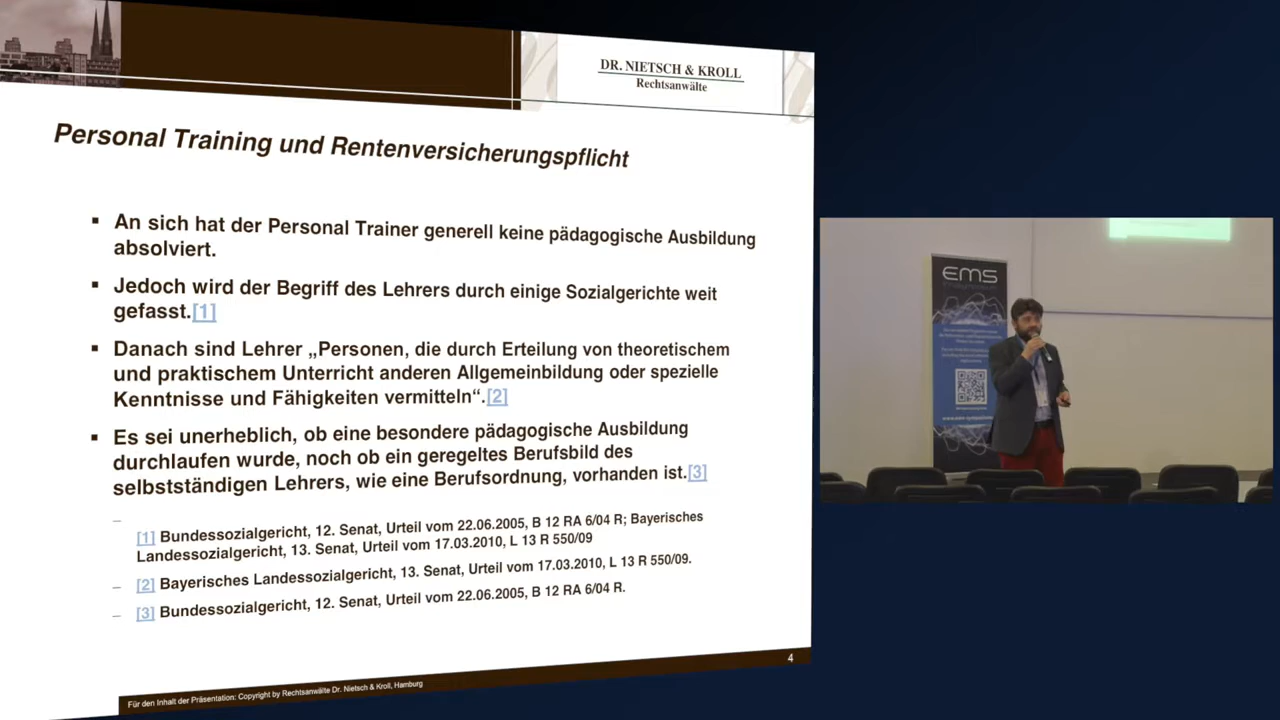 DR. NIETSCH & KROLL
Rechtsanwälte
Personal Training und Rentenversicherungspflicht
▪ An sich hat der Personal Trainer generell keine pädagogische Ausbildung
absolviert.
▪ Jedoch wird der Begriff des Lehrers durch einige Sozialgerichte weit
gefasst.[1]
▪ Danach sind Lehrer „Personen, die durch Erteilung von theoretischem
und praktischem Unterricht anderen Allgemeinbildung oder spezielle
Kenntnisse und Fähigkeiten vermitteln“.[2]
▪ Es sei unerheblich, ob eine besondere pädagogische Ausbildung
durchlaufen wurde, noch ob ein geregeltes Berufsbild des
selbstständigen Lehrers, wie eine Berufsordnung, vorhanden ist.[3]
–
[1] Bundessozialgericht, 12. Senat, Urteil vom 22.06.2005, B 12 RA 6/04 R; Bayerisches
Landessozialgericht, 13. Senat, Urteil vom 17.03.2010, L 13 R 550/09
– [2] Bayerisches Landessozialgericht, 13. Senat, Urteil vom 17.03.2010, L 13 R 550/09.
– [3] Bundessozialgericht, 12. Senat, Urteil vom 22.06.2005, B 12 RA 6/04 R.
4
Für den Inhalt der Präsentation: Copyright by Rechtsanwälte Dr. Nietsch & Kroll, Hamburg
EMS